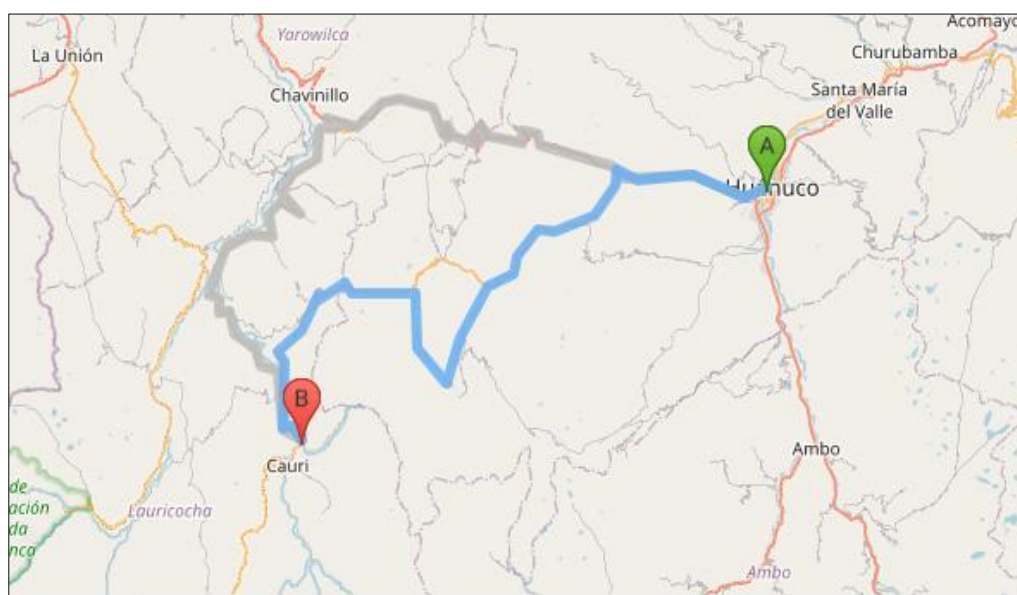 Acomayo
Yarowilca
La Unión
Churubamba
Chavinillo
Santa María
del Valle
A
Huánuco
B
Cauri
Ambo
de
ación
da
nca
Lauricocha
Ambo